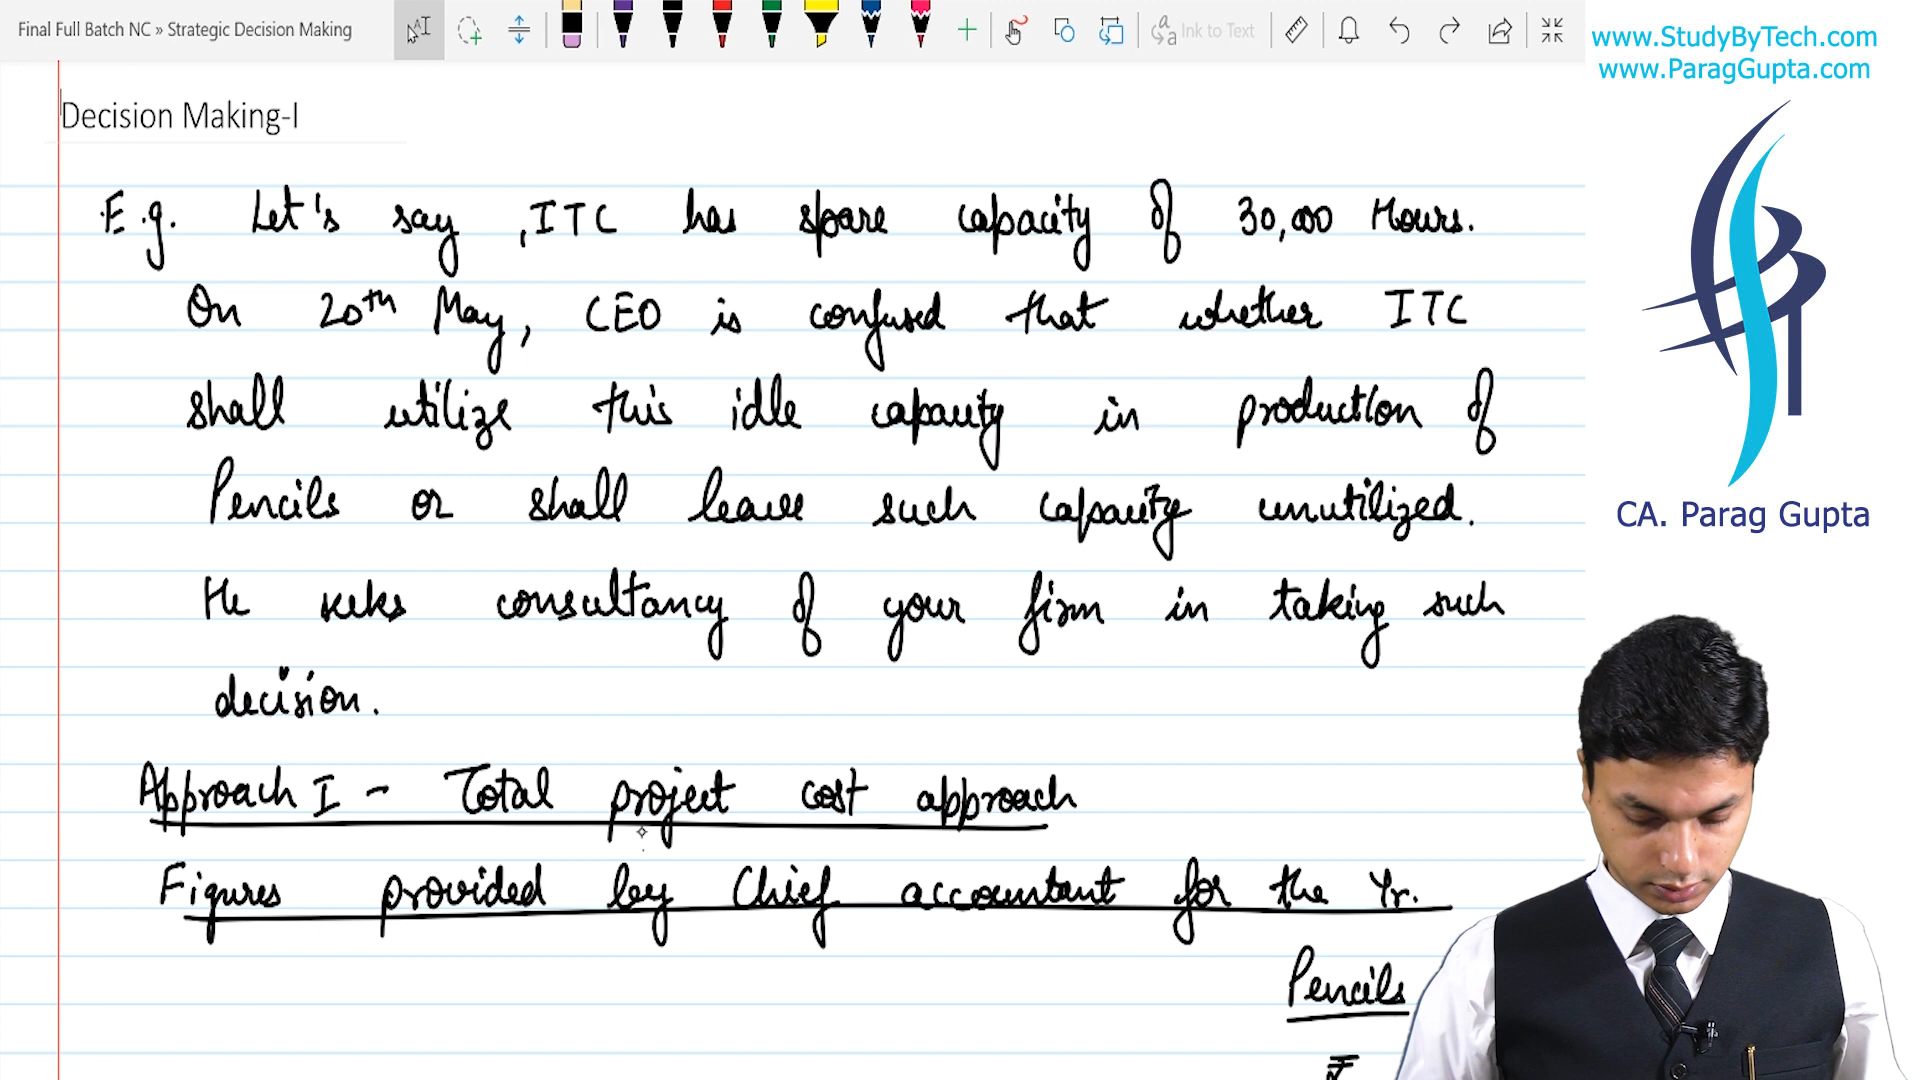 Final Full Batch NC » Strategic Decision Making
Ink to Text
www.StudyByTech.com
www.ParagGupta.com
Decision Making-I
E.g. Let's say, ITC has spare capacity of 30,000 Hours.
On 20th May, CEO is confused that whether ITC
shall utilize this idle capacity in production of
Pencils or shall leave such capacity unutilized.
He seeks consultancy of your firm in taking such
decision.
CA. Parag Gupta
Approach I - Total project cost approach
Figures provided by Chief accountant for the Yr.
Pencils
₹